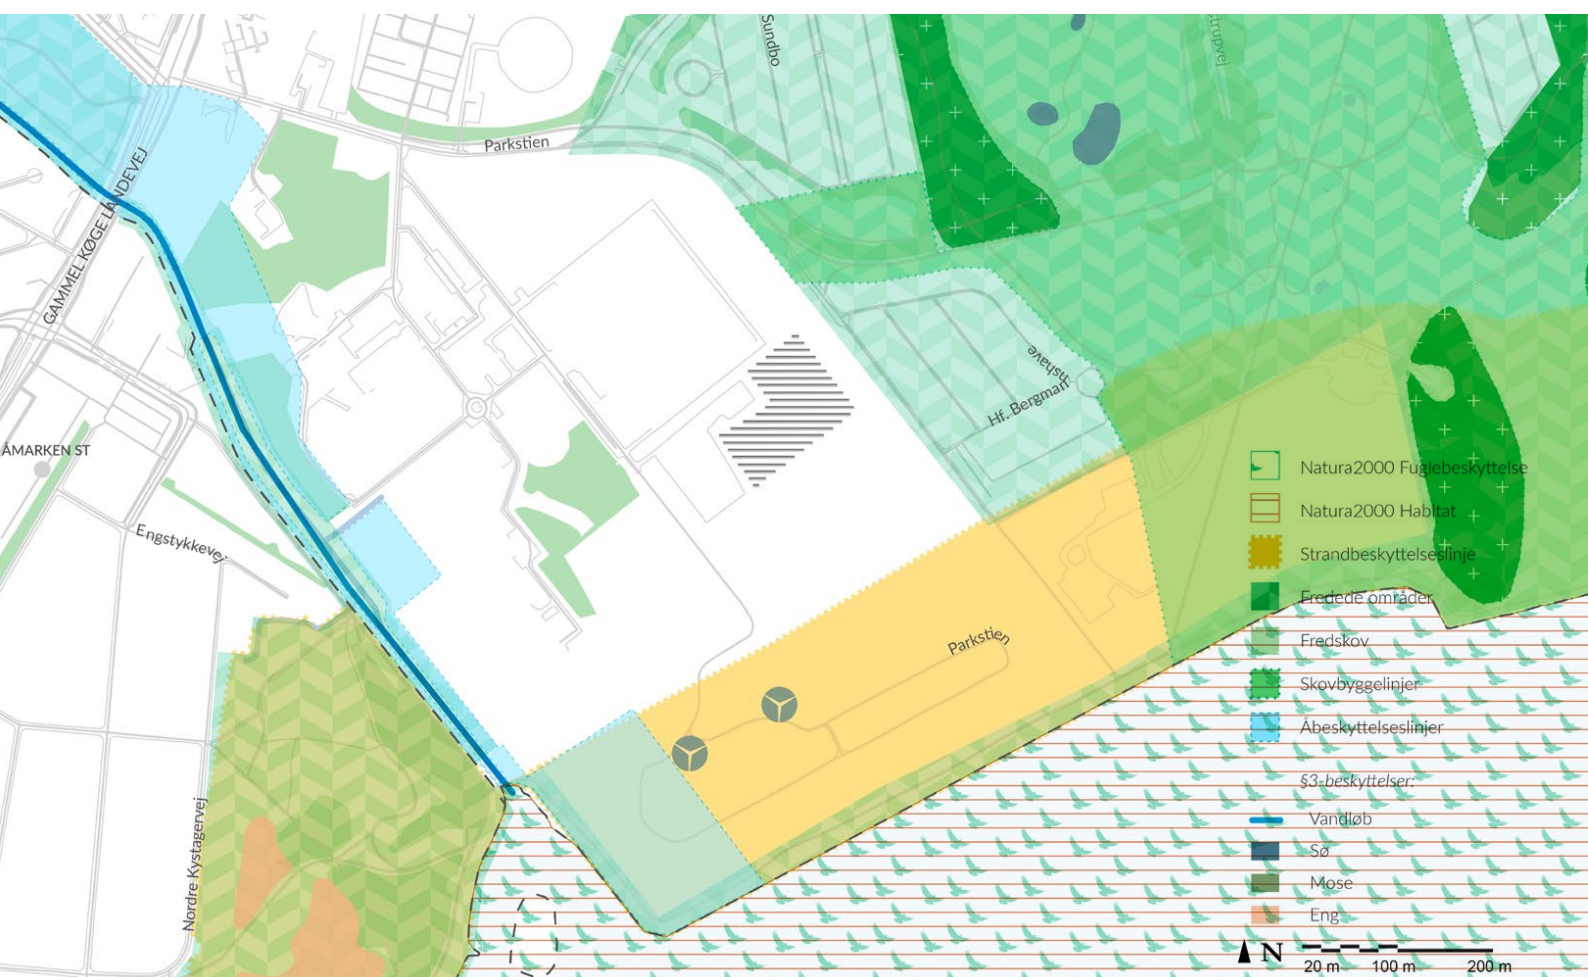 Sundbo
strupvej
Parkstien
GAMMEL KØGE LANDEVEJ
Hf. Bergmanshave
ÅMARKEN ST
Engstykkevej
Parkstien
Nordre Kystagervej
Natura2000 Fuglebeskyttelse
Natura2000 Habitat
Strandbeskyttelseslinje
Fredede områder
Fredskov
Skovbyggelinjer
Åbeskyttelseslinjer
§3-beskyttelser:
Vandløb
Sø
Mose
Eng
N
20 m 100 m 200 m